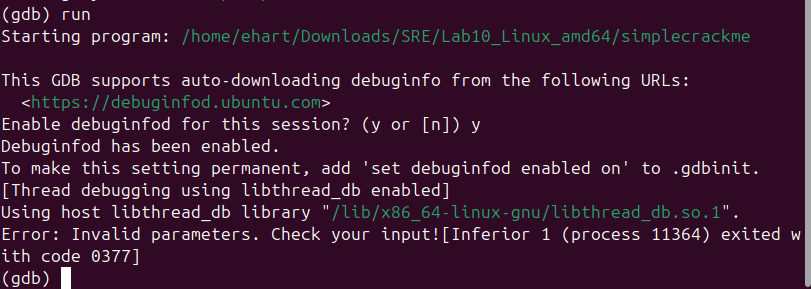 (gdb) run
Starting program: /home/ehart/Downloads/SRE/Lab10_Linux_amd64/simplecrackme

This GDB supports auto-downloading debuginfo from the following URLs:
  <https://debuginfod.ubuntu.com>
Enable debuginfod for this session? (y or [n]) y
Debuginfod has been enabled.
To make this setting permanent, add 'set debuginfod enabled on' to .gdbinit.
[Thread debugging using libthread_db enabled]
Using host libthread_db library "/lib/x86_64-linux-gnu/libthread_db.so.1".
Error: Invalid parameters. Check your input![Inferior 1 (process 11364) exited w
ith code 0377]
(gdb)